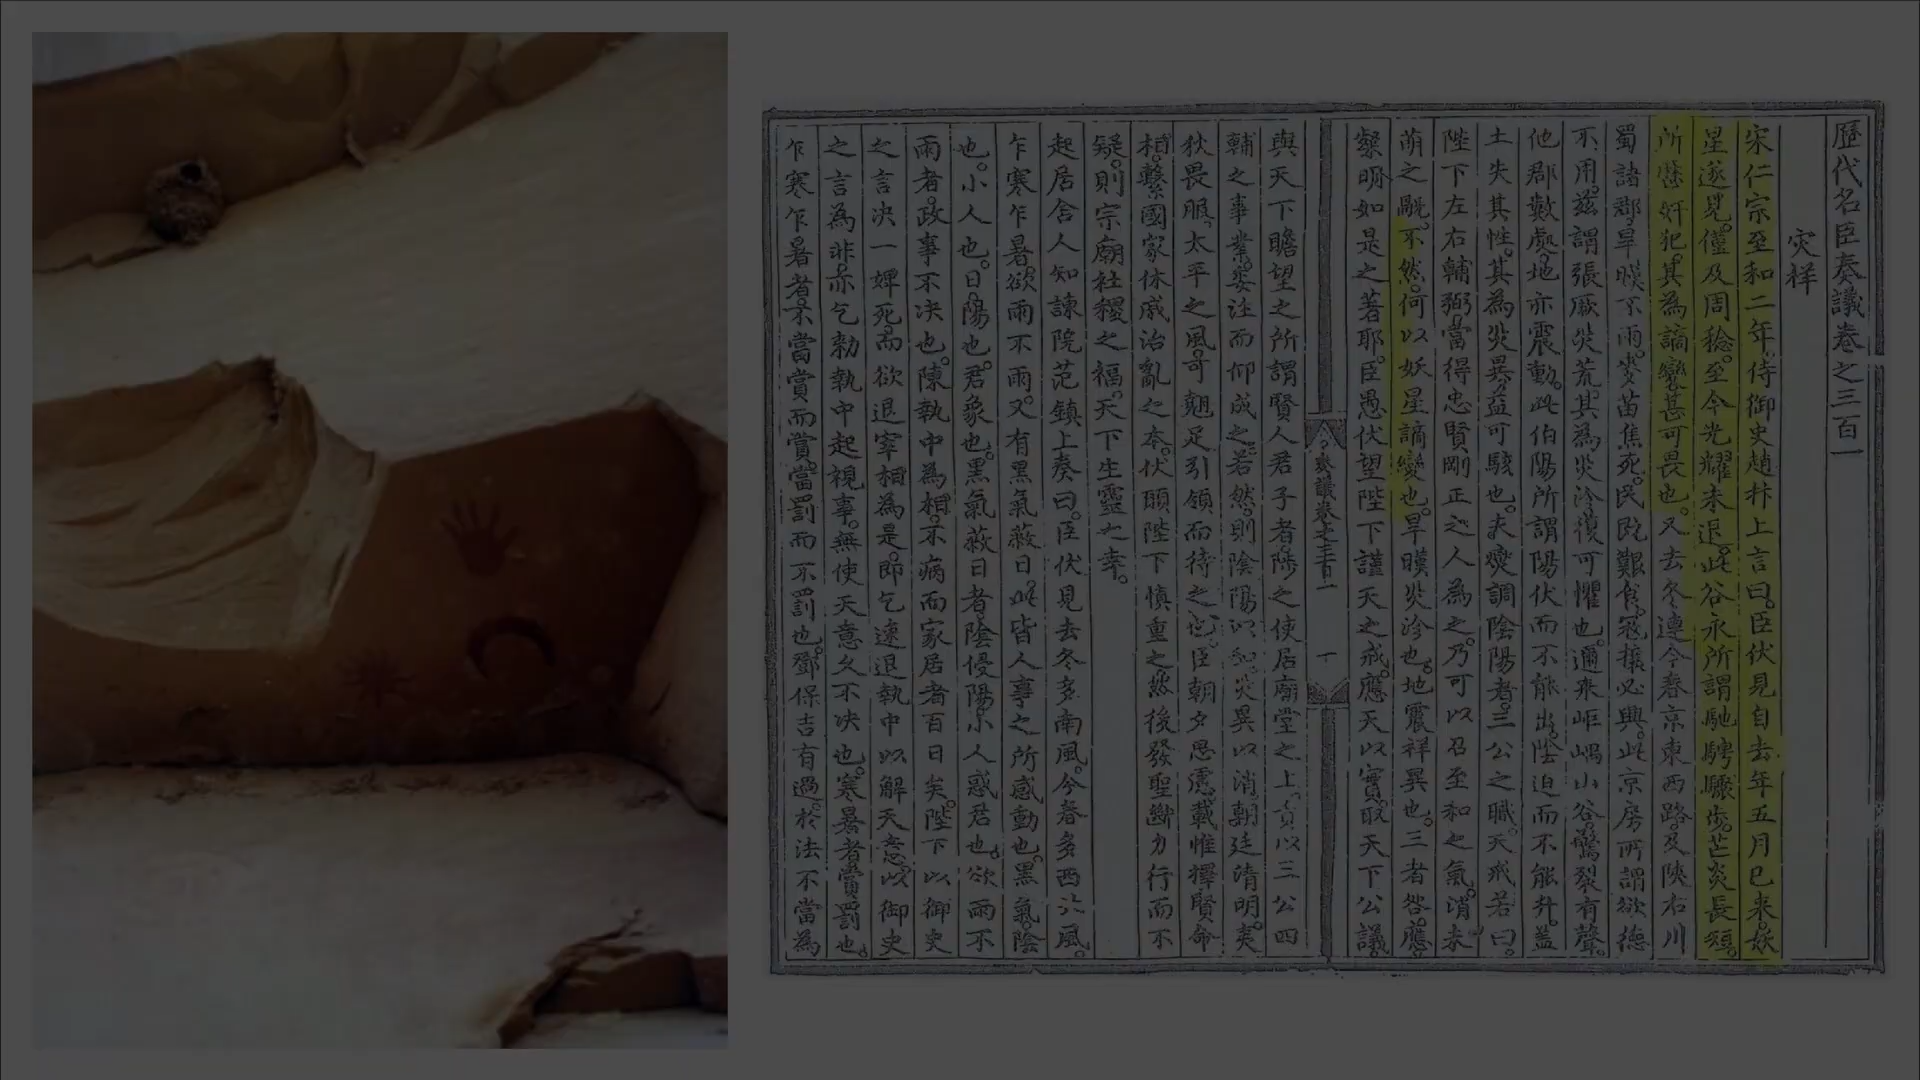 歷代名臣奏議卷之三百一
災祥
宋仁宗至和二年侍御史趙抃上言曰臣伏見自去年五月已來妖
星遂見僅及周稔至今光耀未退此谷永所謂馳騁驟步芒炎長短
所歷奸犯其為謫變甚可畏也又去冬連今春京東西路及陝右川
蜀諸郡旱暵不雨麥苗焦死民既艱食寇攘必興此京房所謂欲德
不用茲謂張厥災荒其為災沴復可懼也邇來岠嵎山谷驚裂有聲
他郡數處地亦震動此伯陽所謂陽伏而不能出陰迫而不能升蓋
土失其性其為災異益可駭也夫燮調陰陽者三公之職天戒若曰
陛下左右輔弼當得忠賢剛正之人為之乃可以召至和之氣消未
萌之釁不然何以妖星謫變也旱暵災沴也地震祥異也三者咎應
粲明如是之著耶臣愚伏望陛下謹天之戒應天以實取天下公議
奏議卷之三百一 一
與天下瞻望之所謂賢人君子者陟之使居廟堂之上責以三公四
輔之事業委注而仰成之若然則陰陽以和災異以消朝廷清明夷
狄畏服太平之風可翹足引領而待之也臣朝夕思慮載惟擇賢命
相繫國家休戚治亂之本伏願陛下慎重之然後發聖斷力行而不
疑則宗廟社稷之福天下生靈之幸
起居舍人知諫院范鎮上奏曰臣伏見去冬多南風今春多西北風
乍寒乍暑欲雨不雨又有黑氣蔽日此皆人事之所感動也黑氣陰
也小人也日陽也君象也黑氣蔽日者陰侵陽小人惑君也欲雨不
雨者政事不決也陳執中為相不病而家居者百日矣陛下以御史
之言決一婢死而欲退宰相為是即乞速退執中以解天意以御史
之言為非亦乞勑執中起視事無使天意久不決也寒暑者賞罰也
乍寒乍暑者不當賞而賞當罰而不罰也鄧保吉有過於法不當為